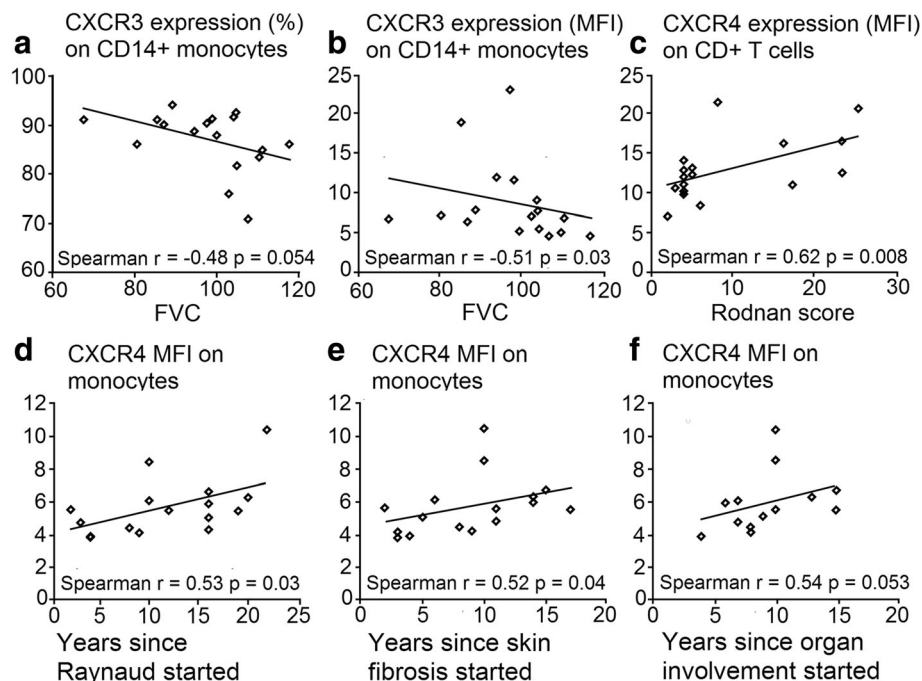 a
CXCR3 expression (%)
on CD14+ monocytes
100
90
80
70
60
60
80
100
120
Spearman r = -0.48 p = 0.054
FVC
b
CXCR3 expression (MFI)
on CD14+ monocytes
25
20
15
10
5
0
60
80
100
120
Spearman r = -0.51 p = 0.03
FVC
c
CXCR4 expression (MFI)
on CD+ T cells
25
20
15
10
5
0
0
10
20
30
Spearman r = 0.62 p = 0.008
Rodnan score
d
CXCR4 MFI on
monocytes
12
10
8
6
4
2
0
0
5
10
15
20
25
Spearman r = 0.53 p = 0.03
Years since
Raynaud started
e
CXCR4 MFI on
monocytes
12
10
8
6
4
2
0
0
5
10
15
20
Spearman r = 0.52 p = 0.04
Years since skin
fibrosis started
f
CXCR4 MFI on
monocytes
12
10
8
6
4
2
0
0
5
10
15
20
Spearman r = 0.54 p = 0.053
Years since organ
involvement started